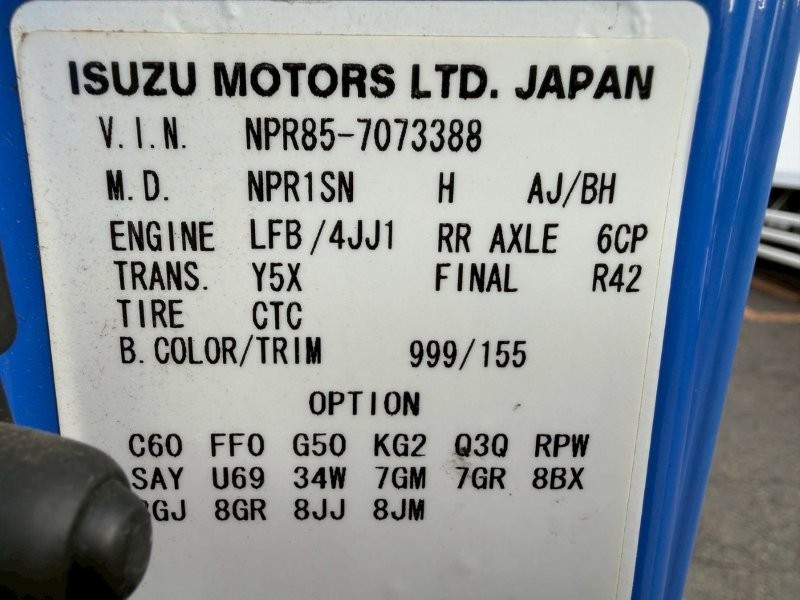 ISUZU MOTORS LTD. JAPAN
V.I.N. NPR85-7073388
M.D. NPR1SN H AJ/BH
ENGINE LFB/4JJ1 RR AXLE 6CP
TRANS. Y5X FINAL R42
TIRE CTC
B.COLOR/TRIM 999/155
OPTION
C60 FF0 G50 KG2 Q3Q RPW
SAY U69 34W 7GM 7GR 8BX
8GR 8JJ 8JM